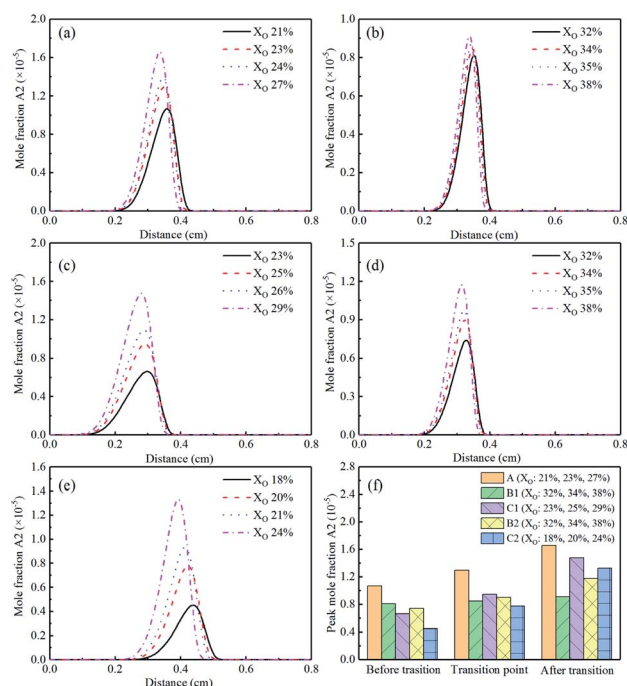 (a)
X_O 21%
X_O 23%
X_O 24%
X_O 27%
Mole fraction A2 (×10⁻⁵)
2.0
1.6
1.2
0.8
0.4
0.0
0.0 0.2 0.4 0.6 0.8
Distance (cm)
(b)
X_O 32%
X_O 34%
X_O 35%
X_O 38%
Mole fraction A2 (×10⁻⁵)
1.0
0.8
0.6
0.4
0.2
0.0
0.0 0.2 0.4 0.6 0.8
Distance (cm)
(c)
X_O 23%
X_O 25%
X_O 26%
X_O 29%
Mole fraction A2 (×10⁻⁵)
2.0
1.6
1.2
0.8
0.4
0.0
0.0 0.2 0.4 0.6 0.8
Distance (cm)
(d)
X_O 32%
X_O 34%
X_O 35%
X_O 38%
Mole fraction A2 (×10⁻⁵)
1.5
1.2
0.9
0.6
0.3
0.0
0.0 0.2 0.4 0.6 0.8
Distance (cm)
(e)
X_O 18%
X_O 20%
X_O 21%
X_O 24%
Mole fraction A2 (×10⁻⁵)
1.6
1.4
1.2
1.0
0.8
0.6
0.4
0.2
0.0
0.0 0.2 0.4 0.6 0.8
Distance (cm)
(f)
A (X_O: 21%, 23%, 27%)
B1 (X_O: 32%, 34%, 38%)
C1 (X_O: 23%, 25%, 29%)
B2 (X_O: 32%, 34%, 38%)
C2 (X_O: 18%, 20%, 24%)
Peak mole fraction A2 (×10⁻⁵)
2.8
2.4
2.0
1.6
1.2
0.8
0.4
0.0
Before trasition Transition point After transition